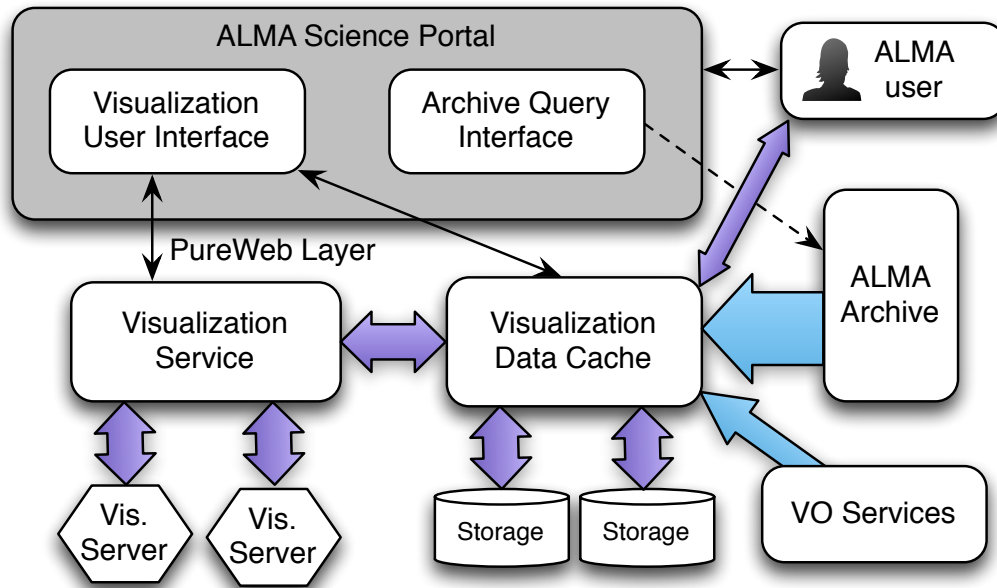 ALMA Science Portal
Visualization
User Interface
Archive Query
Interface
ALMA
user
PureWeb Layer
Visualization
Service
Visualization
Data Cache
ALMA
Archive
Vis.
Server
Vis.
Server
Storage
Storage
VO Services